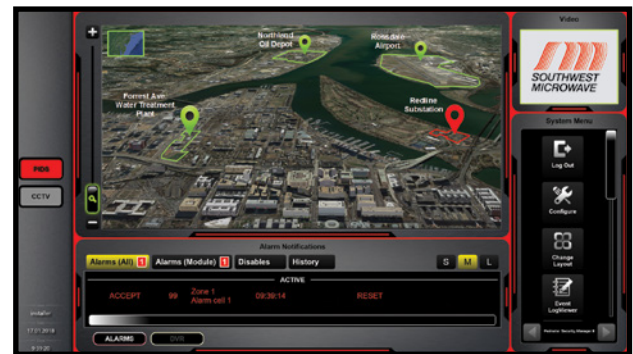 Northland
Oil Depot
Rossdale
Airport
Forrest Ave.
Water Treatment
Plant
Redline
Substation
PIDS
CCTV
Video
SOUTHWEST
MICROWAVE
System Menu
Log Out
Configure
Change
Layout
Event
LogViewer
Alarm Notifications
Alarms (All) 1
Alarms (Module) 1
Disables
History
S M L
ACTIVE
ACCEPT 99 Zone 1 09:39:14 RESET
Alarm cell 1
ALARMS
DVR
Installer
17.01.2018